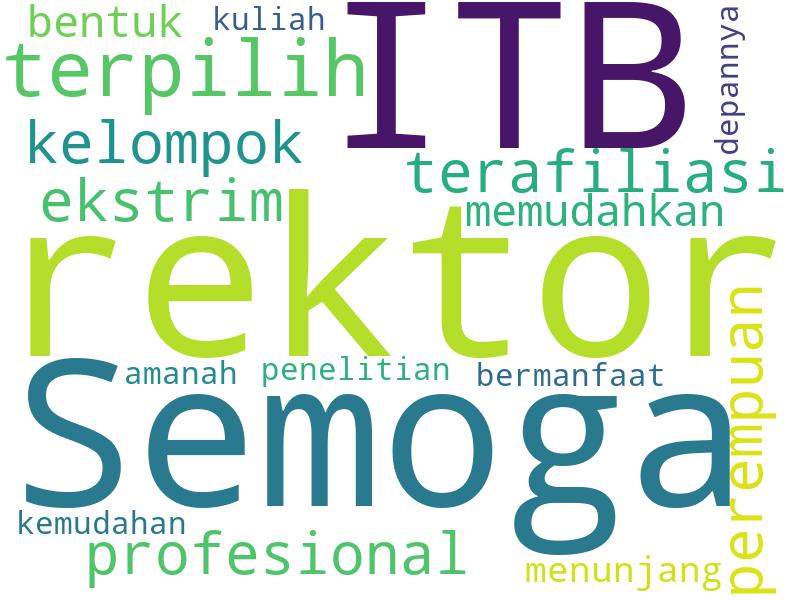 bentuk
kuliah
ITB
depannya
terpilih
kelompok
terafiliasi
ekstrim
memudahkan
rektor
perempuan
amanah
penelitian
bermanfaat
Semoga
kemudahan
profesional
menunjang